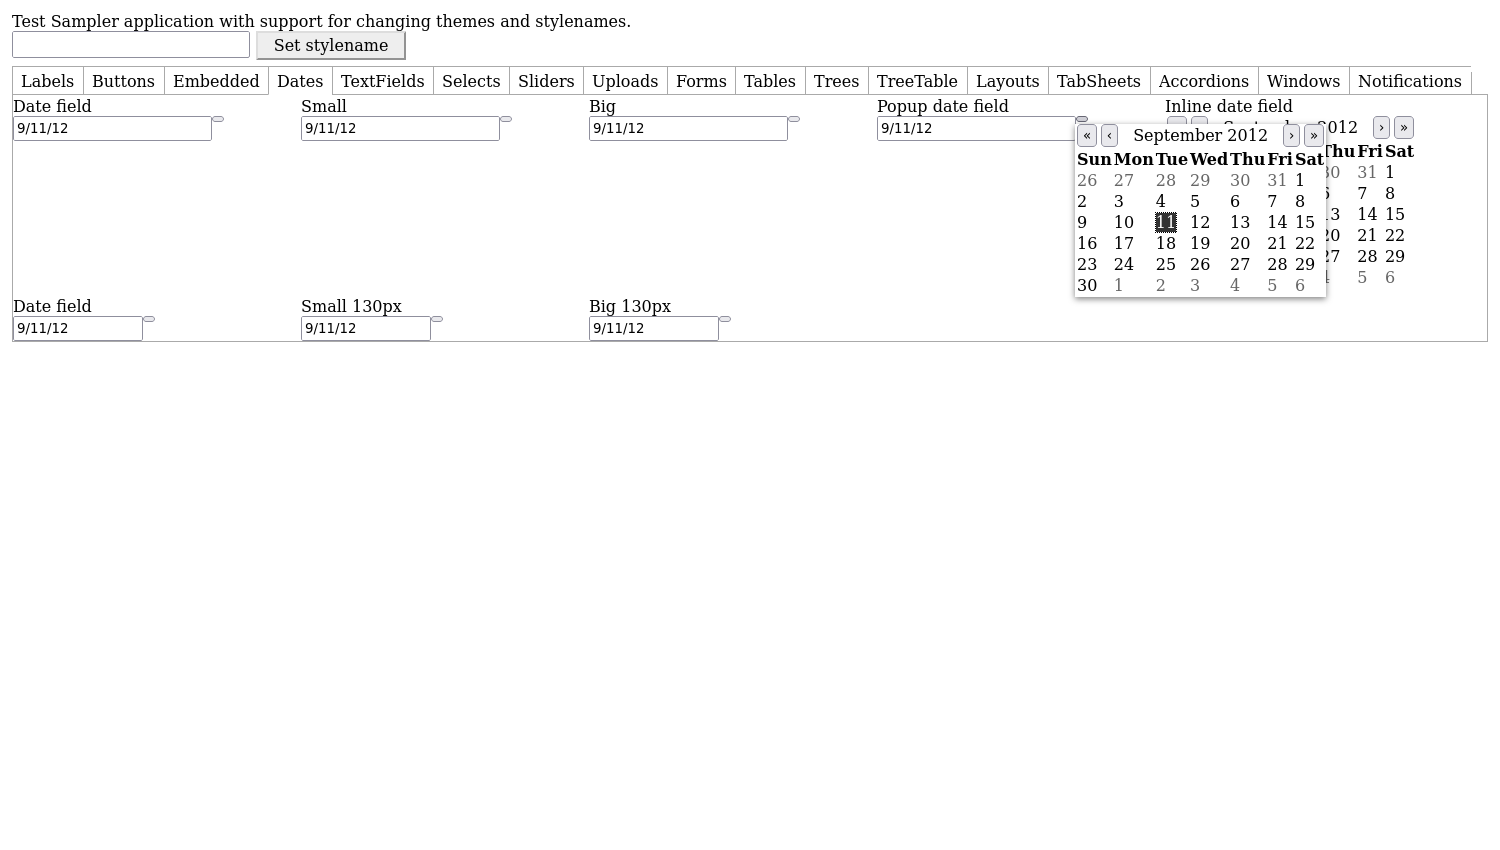 Test Sampler application with support for changing themes and stylenames.
Set stylename
Labels Buttons Embedded Dates TextFields Selects Sliders Uploads Forms Tables Trees TreeTable Layouts TabSheets Accordions Windows Notifications
Date field Small Big Popup date field Inline date field
9/11/12 9/11/12 9/11/12 9/11/12
« ‹ September 2012 › »
Sun Mon Tue Wed Thu Fri Sat
26 27 28 29 30 31 1
2 3 4 5 6 7 8
9 10 11 12 13 14 15
16 17 18 19 20 21 22
23 24 25 26 27 28 29
30 1 2 3 4 5 6
2012 › »
Thu Fri Sat
30 31 1
6 7 8
13 14 15
20 21 22
27 28 29
5 6
Date field Small 130px Big 130px
9/11/12 9/11/12 9/11/12